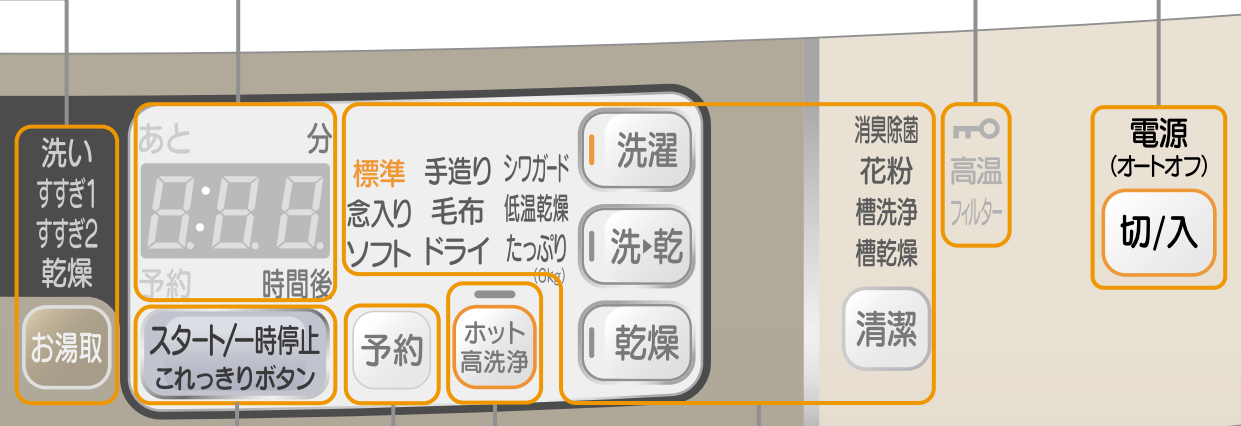 洗い
すすぎ1
すすぎ2
乾燥
お湯取
あと 分
8:88
予約 時間後
スタート/一時停止
これっきりボタン
標準 手造り シワガード
念入り 毛布 低温乾燥
ソフト ドライ たっぷり
(6kg)
予約
ホット
高洗浄
洗濯
洗▶乾
乾燥
消臭除菌
花粉
槽洗浄
槽乾燥
清潔
高温
フィルター
電源
(オートオフ)
切/入